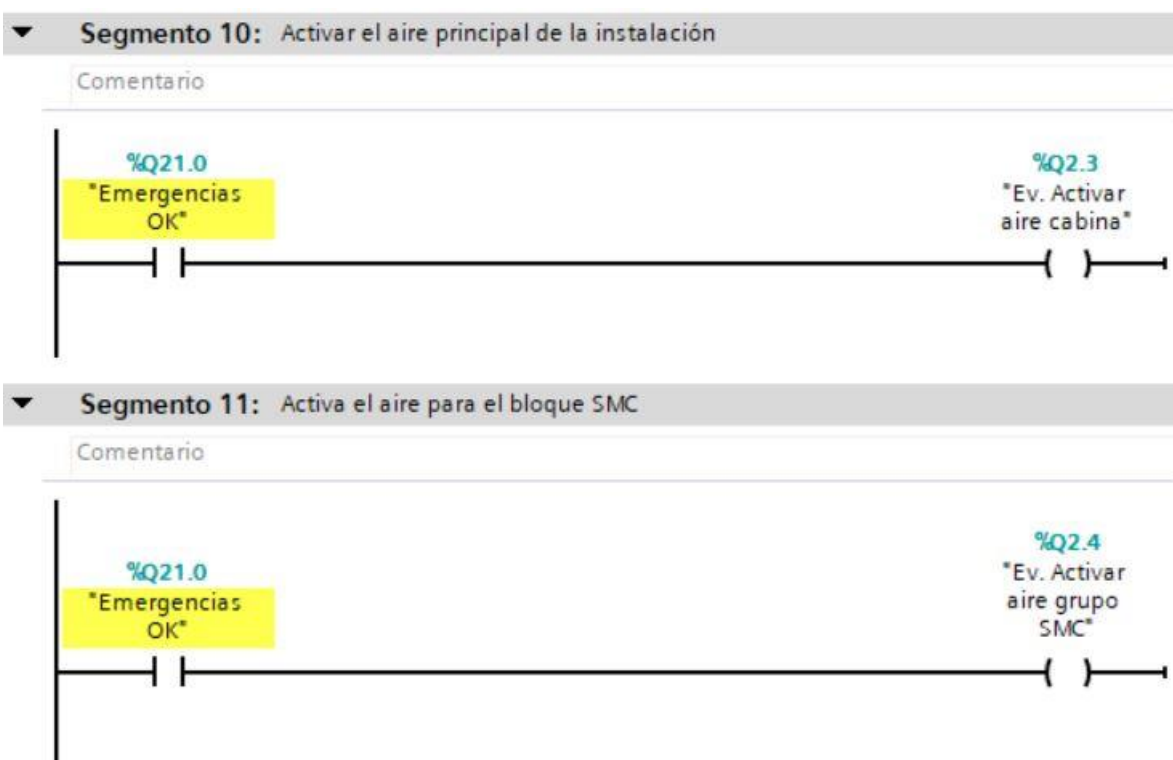 Segmento 10: Activar el aire principal de la instalación
Comentario
%Q21.0
"Emergencias
OK"
%Q2.3
"Ev. Activar
aire cabina"
Segmento 11: Activa el aire para el bloque SMC
Comentario
%Q21.0
"Emergencias
OK"
%Q2.4
"Ev. Activar
aire grupo
SMC"